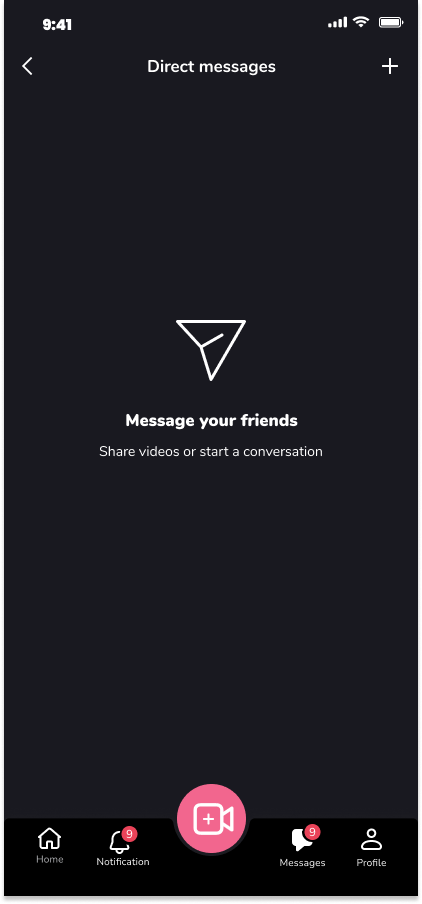 9:41
Direct messages
Message your friends
Share videos or start a conversation
9
9
Home
Notification
Messages
Profile